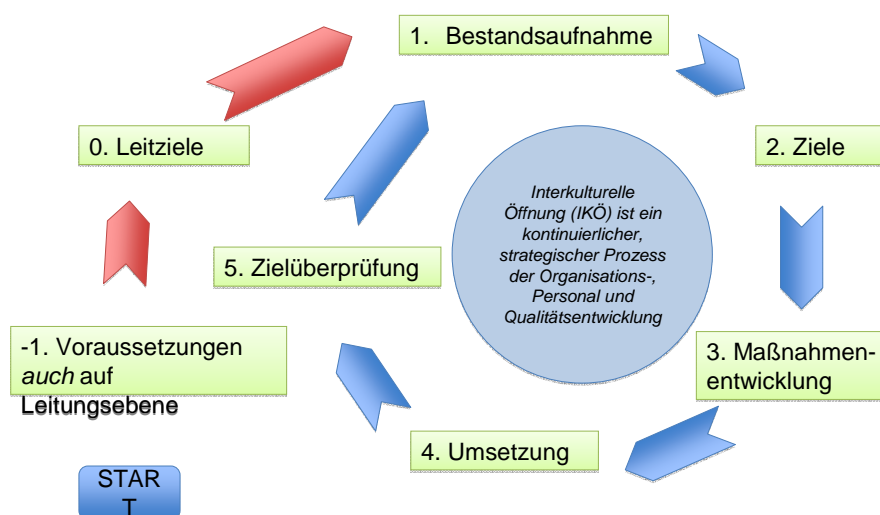 1. Bestandsaufnahme
0. Leitziele
2. Ziele
Interkulturelle
Öffnung (IKÖ) ist ein
kontinuierlicher,
strategischer Prozess
der Organisations-,
Personal und
Qualitätsentwicklung
5. Zielüberprüfung
-1. Voraussetzungen
auch auf
Leitungsebene
3. Maßnahmen-
entwicklung
4. Umsetzung
STAR
T